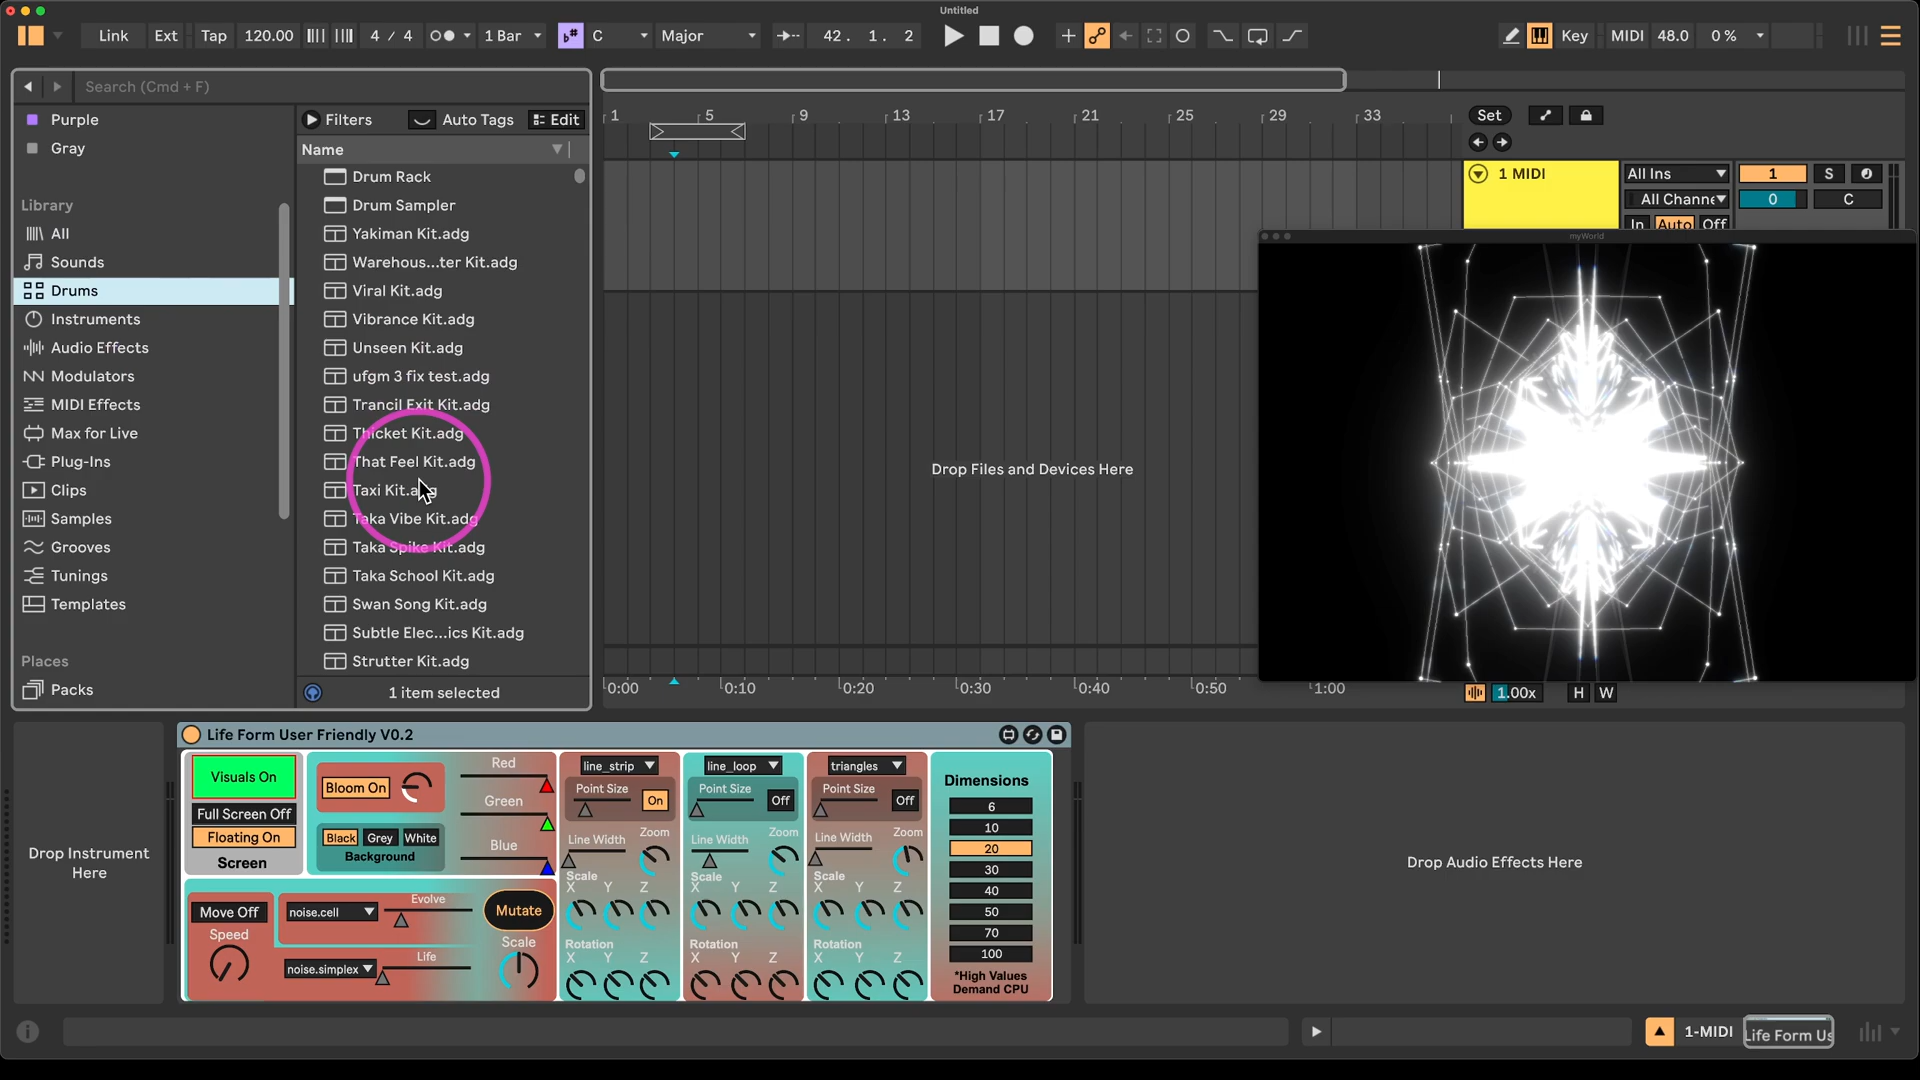 Untitled
Link Ext Tap 120.00 4 / 4 1 Bar C Major 42. 1. 2 Key MIDI 48.0 0 %
Search (Cmd + F)
Purple
Gray
Library
All
Sounds
Drums
Instruments
Audio Effects
Modulators
MIDI Effects
Max for Live
Plug-Ins
Clips
Samples
Grooves
Tunings
Templates
Places
Packs
Filters Auto Tags Edit
Name
Drum Rack
Drum Sampler
Yakiman Kit.adg
Warehous...ter Kit.adg
Viral Kit.adg
Vibrance Kit.adg
Unseen Kit.adg
ufgm 3 fix test.adg
Trancil Exit Kit.adg
Thicket Kit.adg
That Feel Kit.adg
Taxi Kit.adg
Taka Vibe Kit.adg
Taka Spike Kit.adg
Taka School Kit.adg
Swan Song Kit.adg
Subtle Elec...ics Kit.adg
Strutter Kit.adg
1 item selected
1 5 9 13 17 21 25 29 33
Set
1 MIDI
All Ins 1 S
All Channe 0 C
In Auto Off
myWorld
Drop Files and Devices Here
0:00 0:10 0:20 0:30 0:40 0:50 1:00
1.00x H W
Drop Instrument
Here
Life Form User Friendly V0.2
Visuals On
Full Screen Off
Floating On
Screen
Bloom On
Black Grey White
Background
Red
Green
Blue
Move Off
Speed
noise.cell
Evolve
Mutate
noise.simplex
Life
Scale
line_strip
Point Size
On
Line Width Zoom
Scale
X Y Z
Rotation
X Y Z
line_loop
Point Size
Off
Line Width Zoom
Scale
X Y Z
Rotation
X Y Z
triangles
Point Size
Off
Line Width Zoom
Scale
X Y Z
Rotation
X Y Z
Dimensions
6
10
20
30
40
50
70
100
*High Values
Demand CPU
Drop Audio Effects Here
1-MIDI Life Form Us